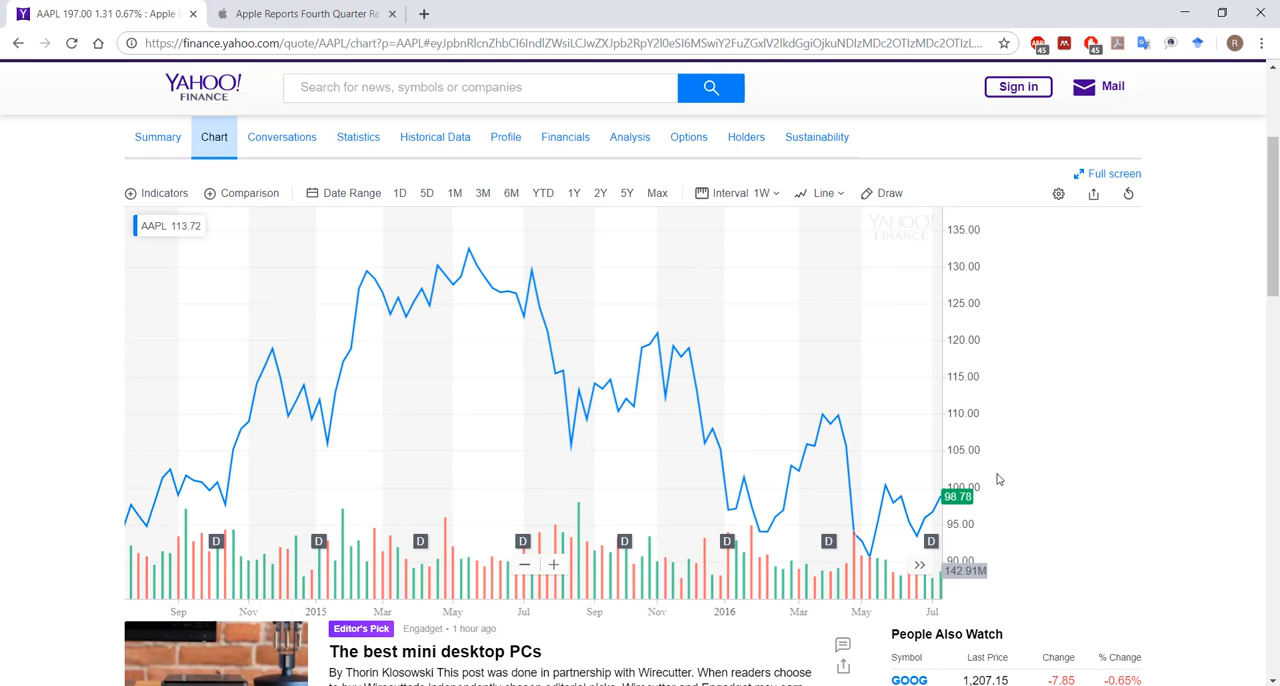 AAPL 197.00 1.31 0.67% : Apple
Apple Reports Fourth Quarter Re
https://finance.yahoo.com/quote/AAPL/chart?p=AAPL#eyJpbnRlcnZhbCI6IndlZWsiLCJwZXJpb2RpY2l0eSI6MSwiY2FuZGxlV2lkdGgiOjkuNDIzMDc2OTIzMDc2OTIzL...
45
45
R
YAHOO!
FINANCE
Search for news, symbols or companies
Sign in
Mail
Summary Chart Conversations Statistics Historical Data Profile Financials Analysis Options Holders Sustainability
Full screen
Indicators Comparison Date Range 1D 5D 1M 3M 6M YTD 1Y 2Y 5Y Max Interval 1W Line Draw
AAPL 113.72
YAHOO!
FINANCE
135.00
130.00
125.00
120.00
115.00
110.00
105.00
100.00
98.78
95.00
90.00
142.91M
D D D D D D D D
Sep Nov 2015 Mar May Jul Sep Nov 2016 Mar May Jul
Editor's Pick Engadget • 1 hour ago
The best mini desktop PCs
By Thorin Klosowski This post was done in partnership with Wirecutter. When readers choose
People Also Watch
Symbol Last Price Change % Change
GOOG 1,207.15 -7.85 -0.65%